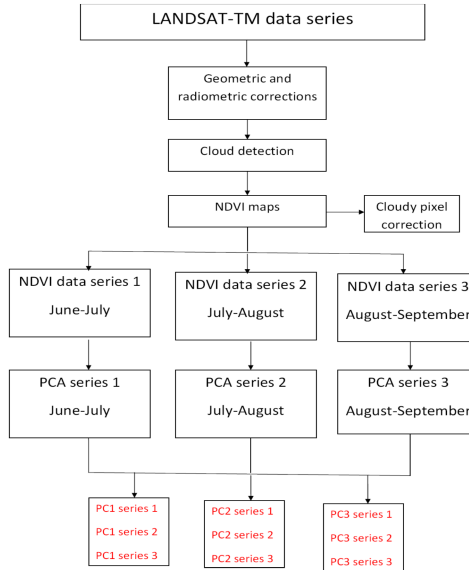 LANDSAT-TM data series
Geometric and
radiometric corrections
Cloud detection
NDVI maps
Cloudy pixel
correction
NDVI data series 1
June-July
NDVI data series 2
July-August
NDVI data series 3
August-September
PCA series 1
June-July
PCA series 2
July-August
PCA series 3
August-September
PC1 series 1
PC1 series 2
PC1 series 3
PC2 series 1
PC2 series 2
PC2 series 3
PC3 series 1
PC3 series 2
PC3 series 3